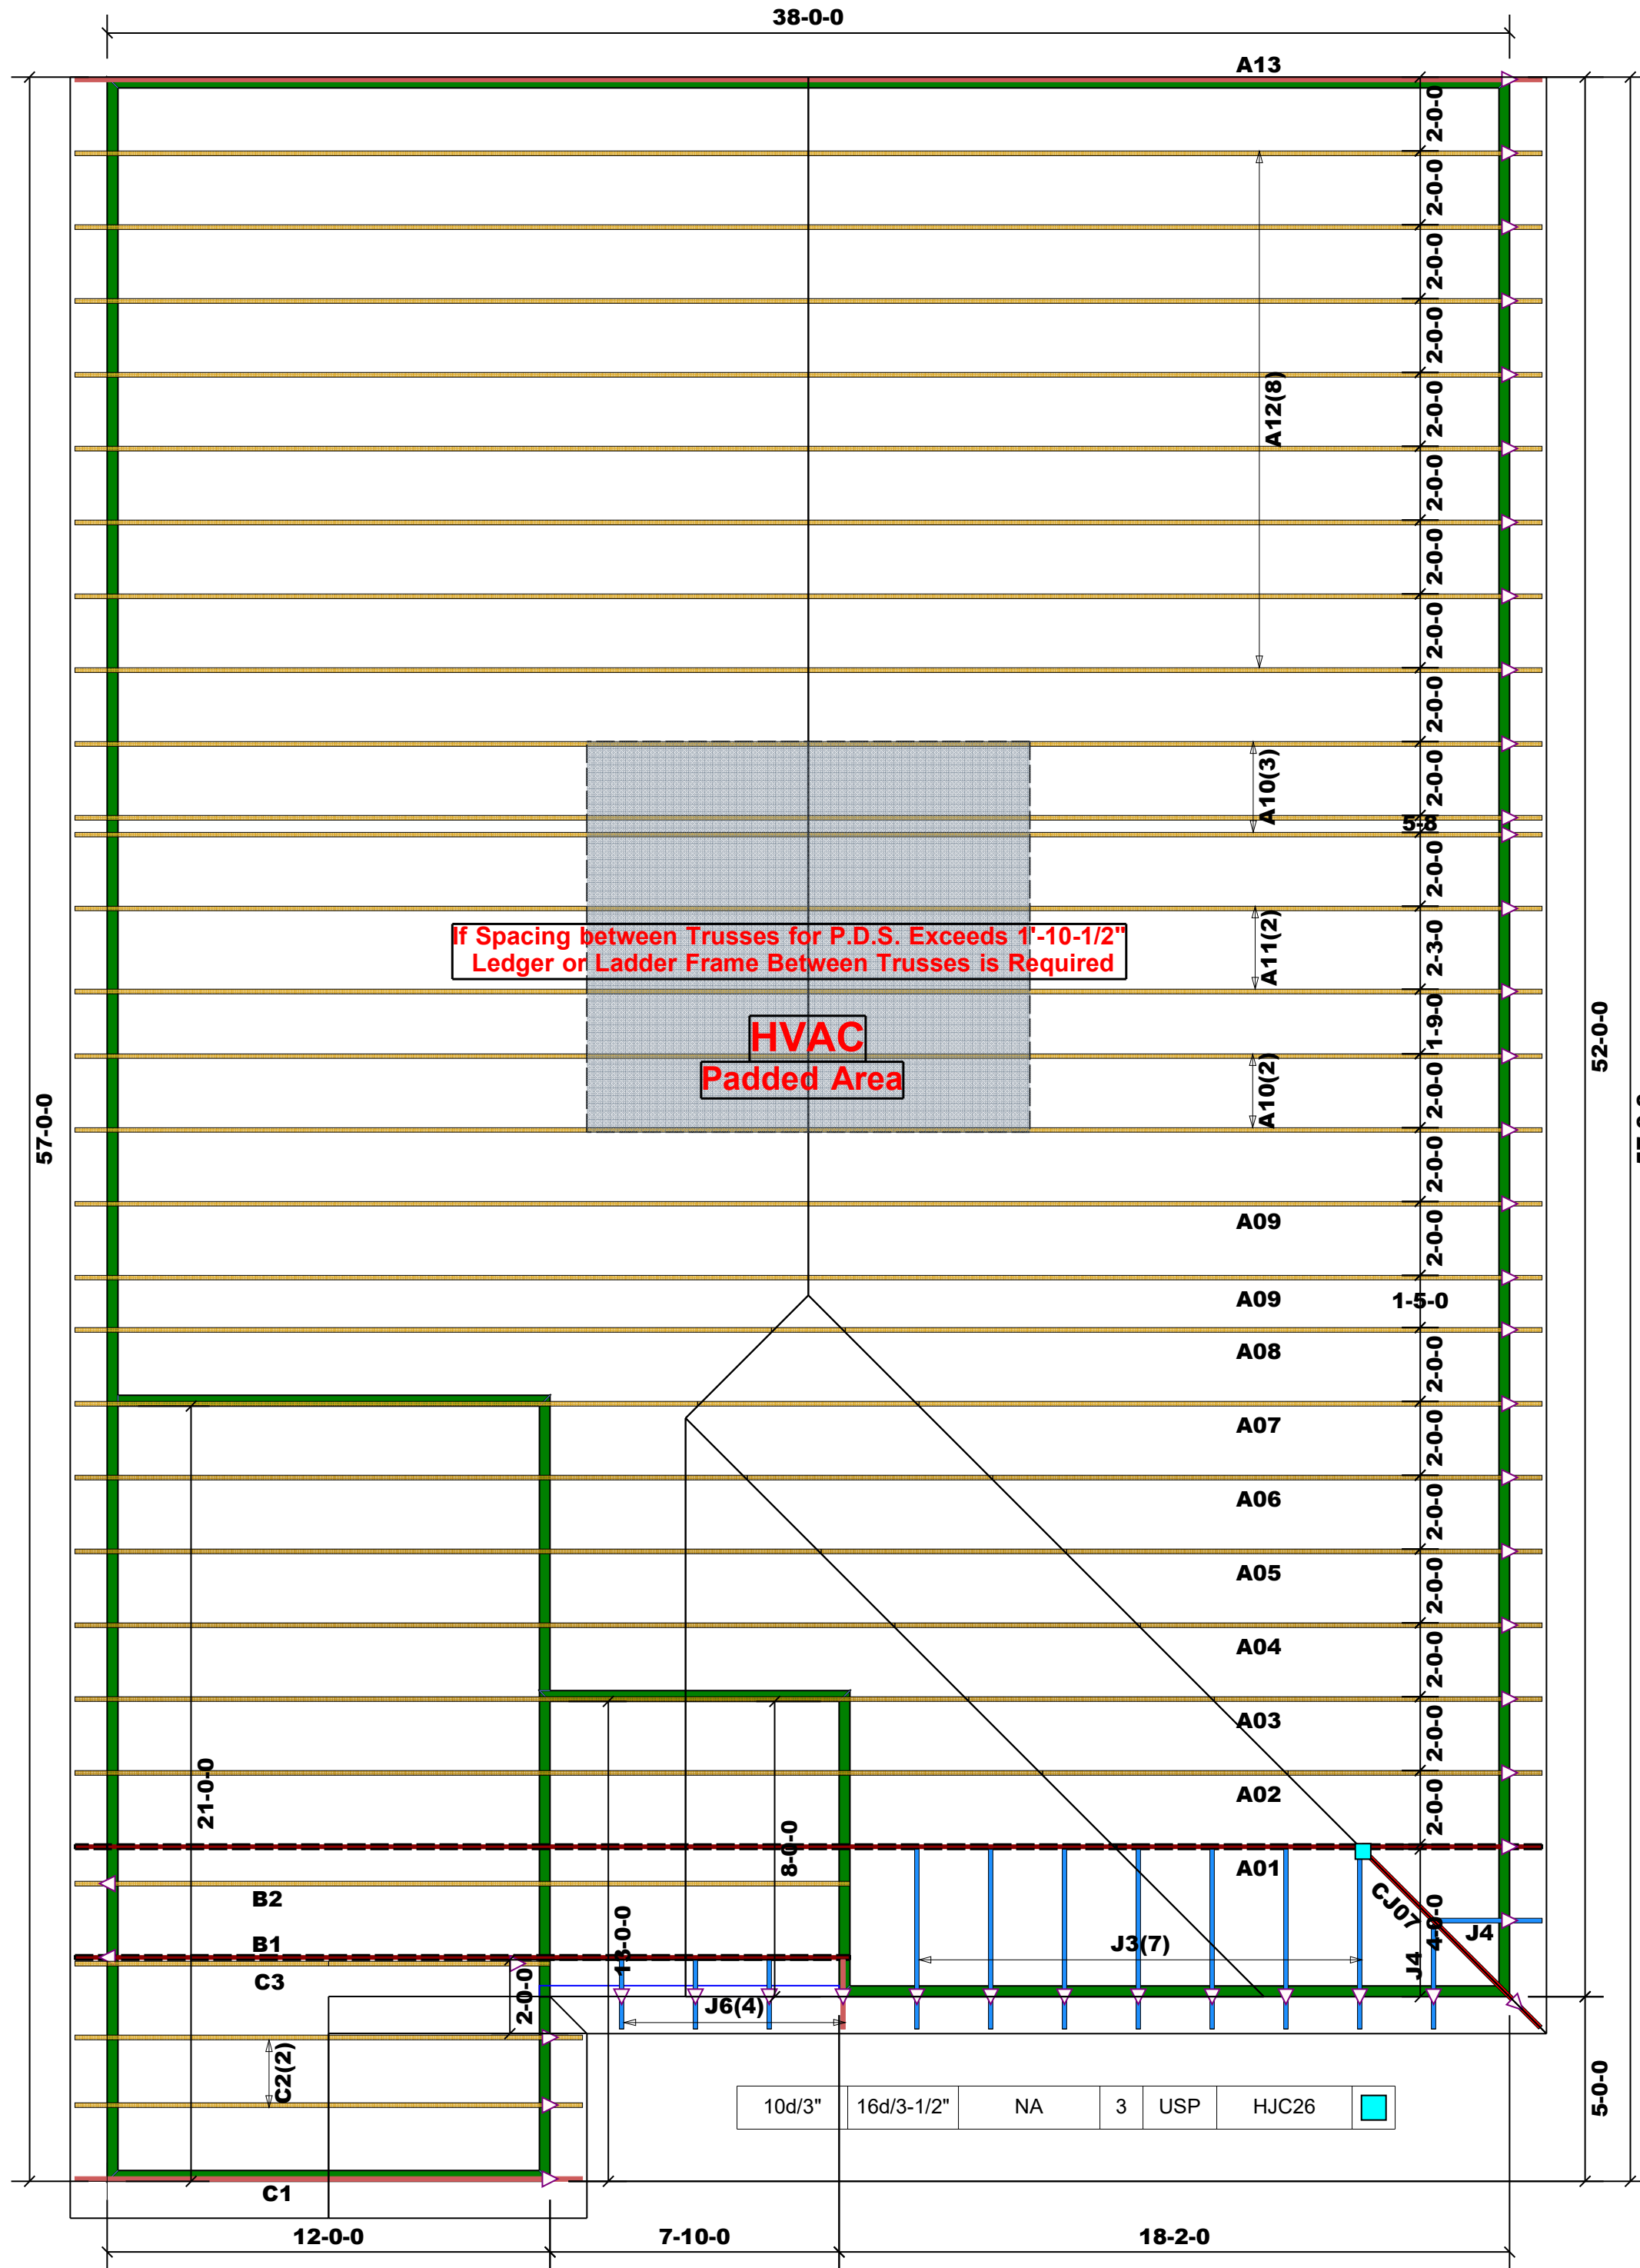 38-0-0
A13
2-0-0
2-0-0
2-0-0
2-0-0
2-0-0
2-0-0
2-0-0
2-0-0
2-0-0
2-0-0
A12(8)
A10(3)
5-8
2-0-0
A11(2)
2-3-0
If Spacing between Trusses for P.D.S. Exceeds 1'-10-1/2"
Ledger or Ladder Frame Between Trusses is Required
HVAC
Padded Area
1-9-0
A10(2)
2-0-0
52-0-0
57-0-0
2-0-0
A09
2-0-0
A09
1-5-0
A08
2-0-0
A07
2-0-0
A06
2-0-0
A05
2-0-0
A04
2-0-0
A03
2-0-0
A02
2-0-0
21-0-0
8-0-0
13-0-0
A01
B2
B1
C3
2-0-0
CJ07
4-0-0
J4
J4
J3(7)
J6(4)
C2(2)
10d/3" 16d/3-1/2" NA 3 USP HJC26
5-0-0
C1
12-0-0
7-10-0
18-2-0